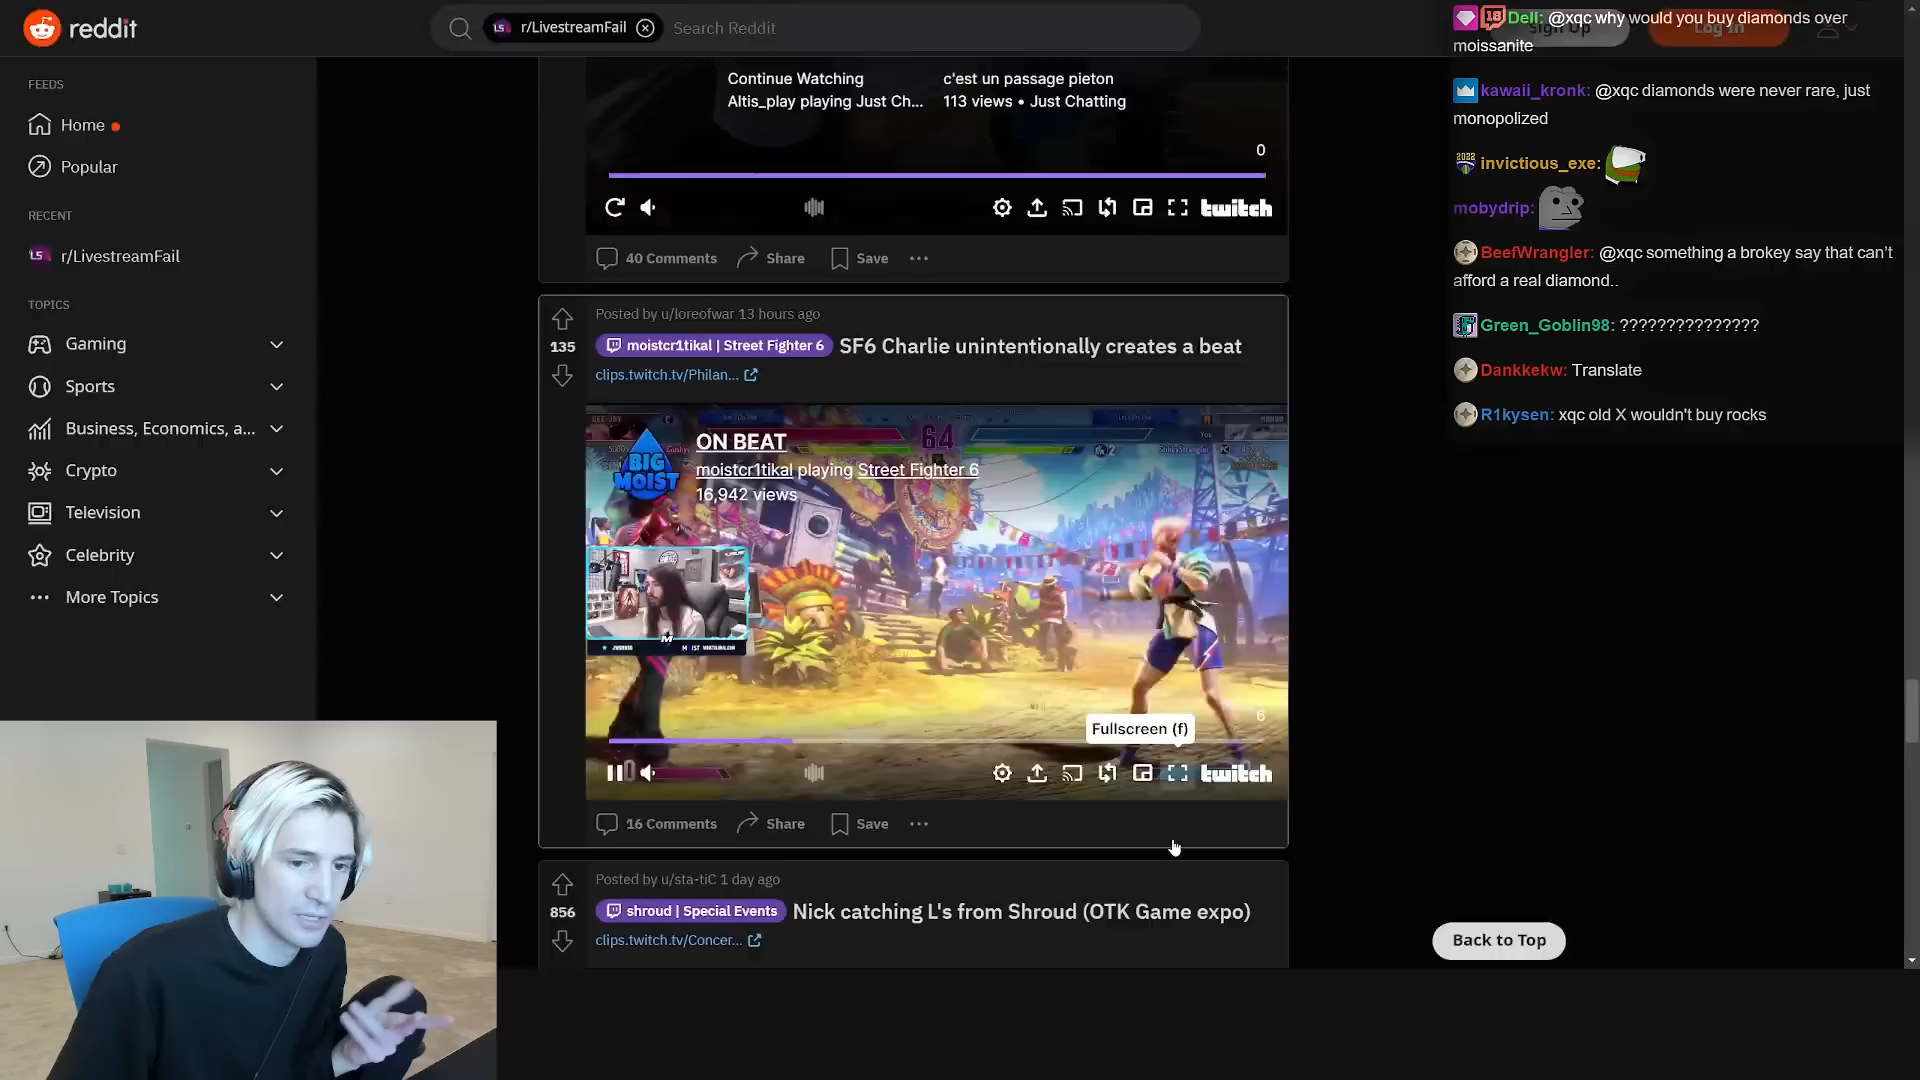 reddit
r/LivestreamFail
Search Reddit
Sign Up
Log In
FEEDS
Home
Popular
RECENT
r/LivestreamFail
TOPICS
Gaming
Sports
Business, Economics, a...
Crypto
Television
Celebrity
More Topics
Continue Watching
Altis_play playing Just Ch...
c'est un passage pieton
113 views • Just Chatting
0
twitch
40 Comments
Share
Save
Posted by u/loreofwar 13 hours ago
135
moistcr1tikal | Street Fighter 6
SF6 Charlie unintentionally creates a beat
clips.twitch.tv/Philan...
64
BIG
MOIST
ON BEAT
moistcr1tikal playing Street Fighter 6
16,942 views
6
Fullscreen (f)
twitch
16 Comments
Share
Save
Posted by u/sta-tiC 1 day ago
856
shroud | Special Events
Nick catching L's from Shroud (OTK Game expo)
clips.twitch.tv/Concer...
Back to Top
Dell: @xqc why would you buy diamonds over
moissanite
kawaii_kronk: @xqc diamonds were never rare, just
monopolized
invictious_exe:
mobydrip:
BeefWrangler: @xqc something a brokey say that can't
afford a real diamond..
Green_Goblin98: ???????????????
Dankkekw: Translate
R1kysen: xqc old X wouldn't buy rocks